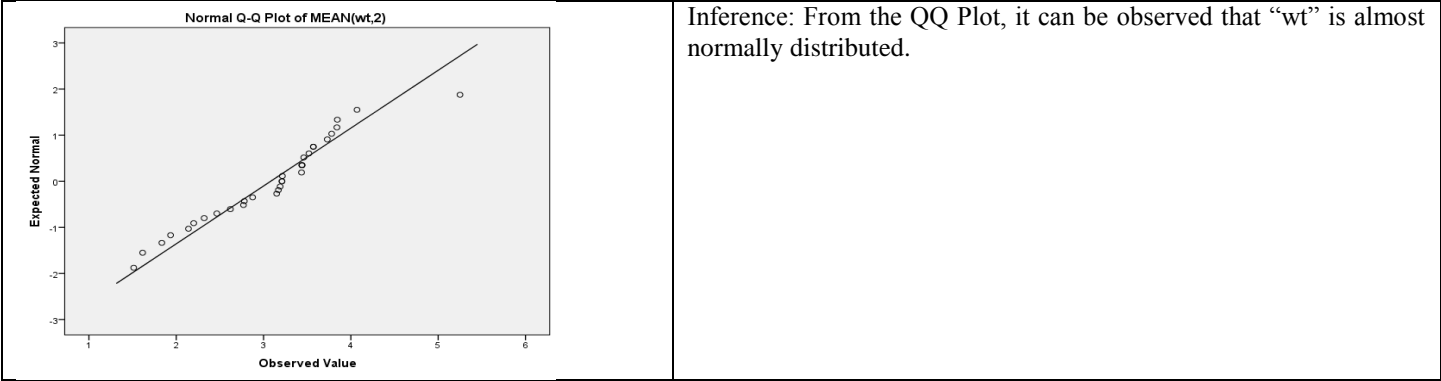 Normal Q-Q Plot of MEAN(wt,2)
3
2
1
0
-1
-2
-3
Expected Normal
1 2 3 4 5 6
Observed Value
Inference: From the QQ Plot, it can be observed that “wt” is almost
normally distributed.